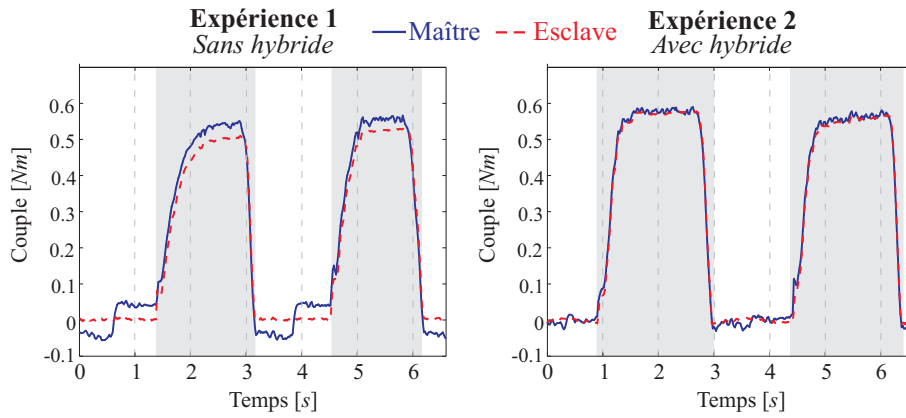 Expérience 1
Sans hybride
Maître
Esclave
Expérience 2
Avec hybride
Couple [Nm]
0.6
0.5
0.4
0.3
0.2
0.1
0
-0.1
0 1 2 3 4 5 6
Temps [s]
Couple [Nm]
0.6
0.5
0.4
0.3
0.2
0.1
0
-0.1
0 1 2 3 4 5 6
Temps [s]